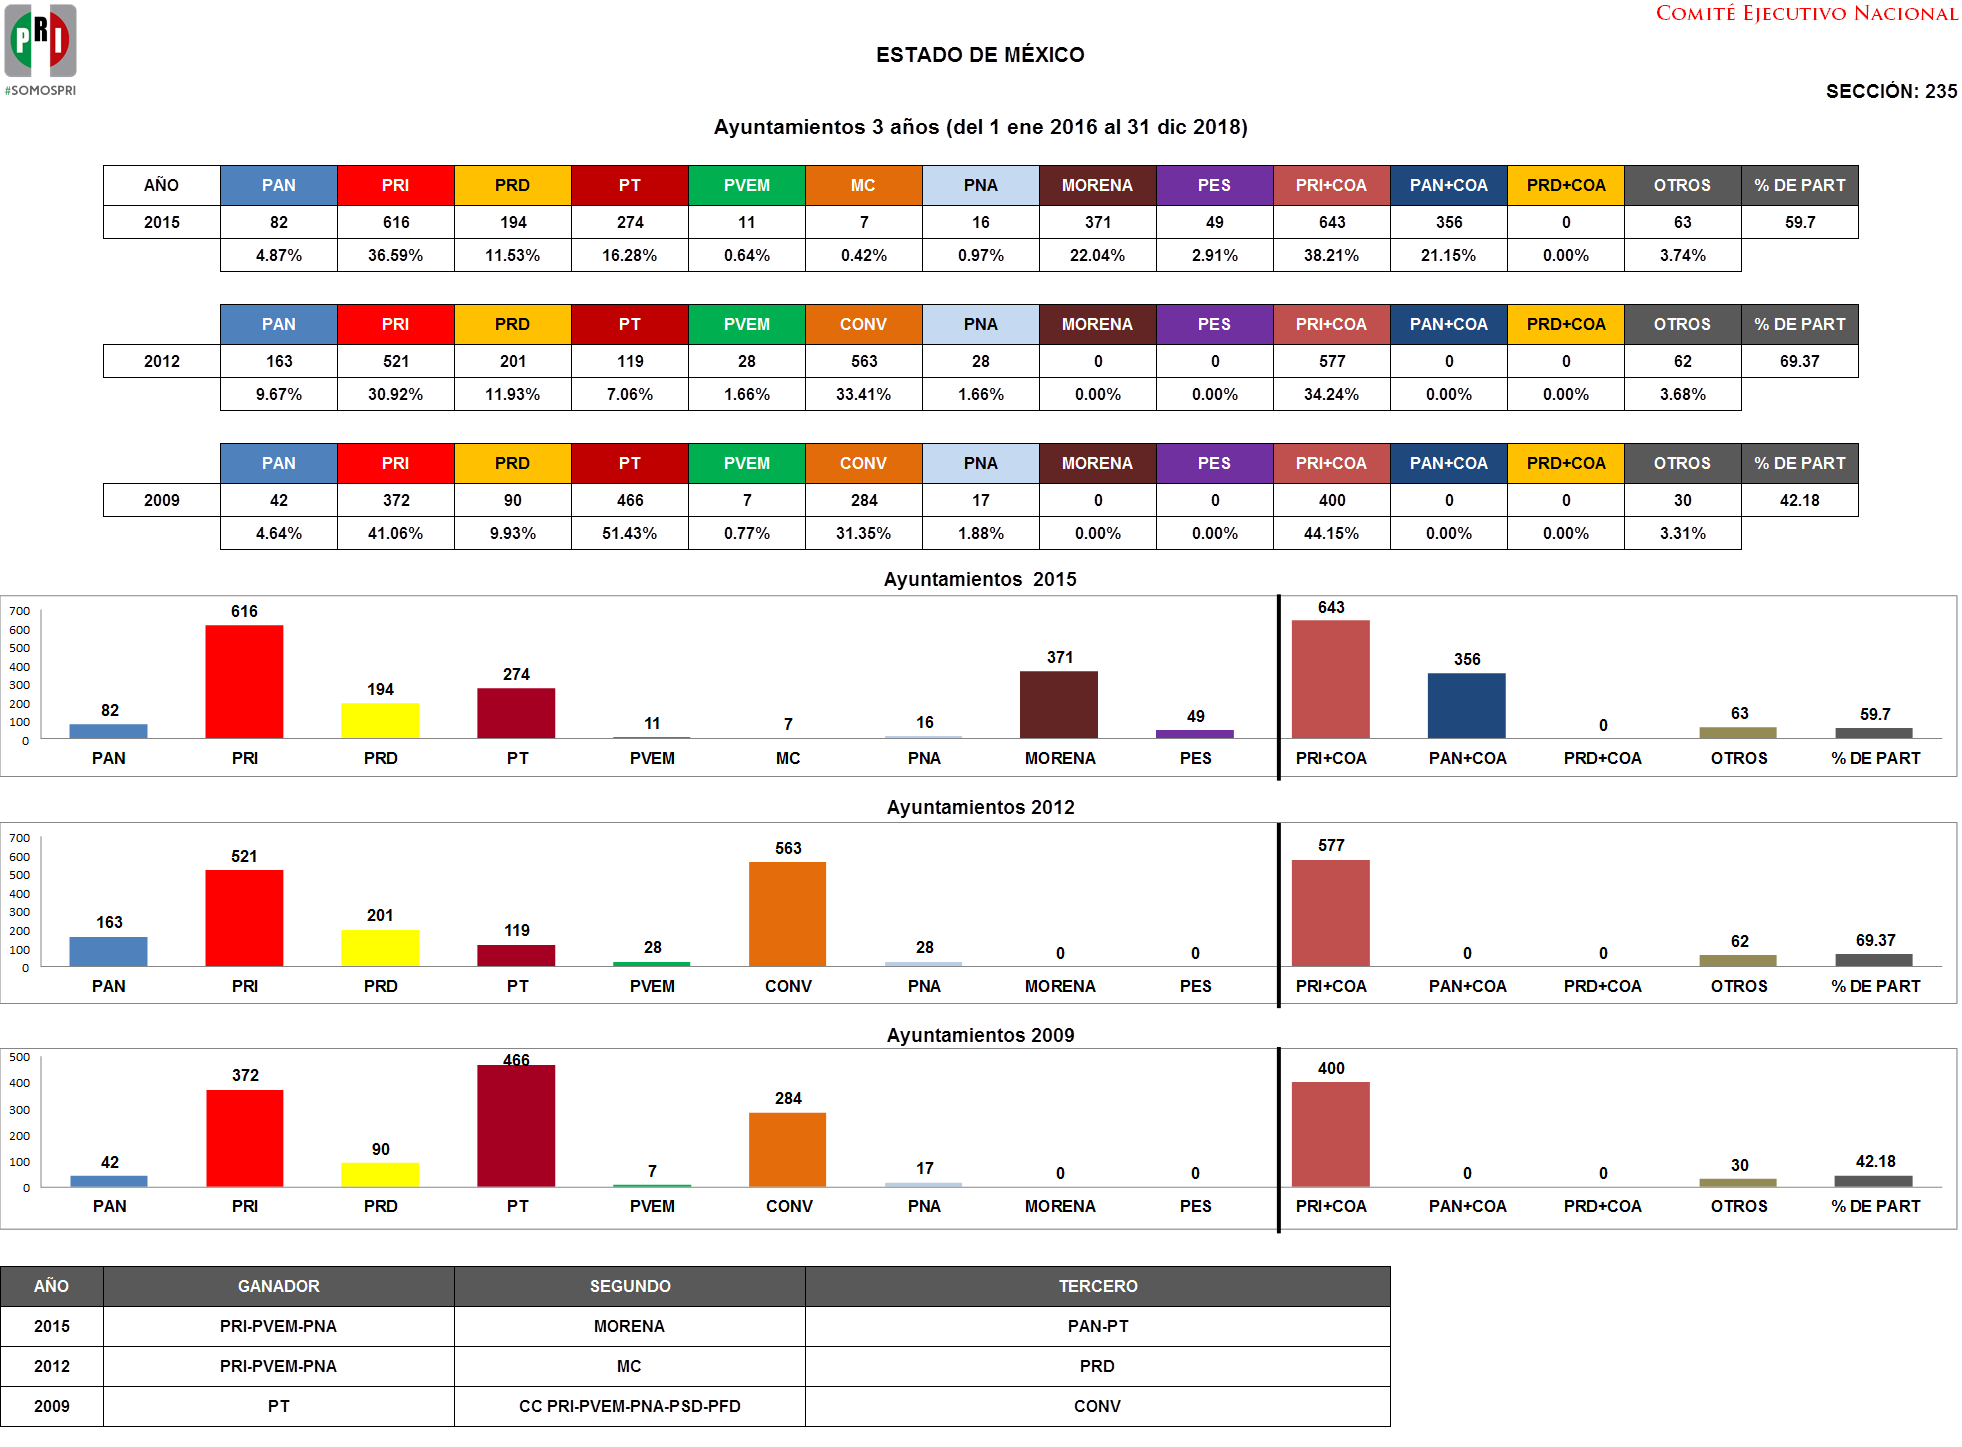 PRI
#SOMOSPRI
COMITÉ EJECUTIVO NACIONAL
ESTADO DE MÉXICO
SECCIÓN: 235
Ayuntamientos 3 años (del 1 ene 2016 al 31 dic 2018)
AÑO PAN PRI PRD PT PVEM MC PNA MORENA PES PRI+COA PAN+COA PRD+COA OTROS % DE PART
2015 82 616 194 274 11 7 16 371 49 643 356 0 63 59.7
4.87% 36.59% 11.53% 16.28% 0.64% 0.42% 0.97% 22.04% 2.91% 38.21% 21.15% 0.00% 3.74%
PAN PRI PRD PT PVEM CONV PNA MORENA PES PRI+COA PAN+COA PRD+COA OTROS % DE PART
2012 163 521 201 119 28 563 28 0 0 577 0 0 62 69.37
9.67% 30.92% 11.93% 7.06% 1.66% 33.41% 1.66% 0.00% 0.00% 34.24% 0.00% 0.00% 3.68%
PAN PRI PRD PT PVEM CONV PNA MORENA PES PRI+COA PAN+COA PRD+COA OTROS % DE PART
2009 42 372 90 466 7 284 17 0 0 400 0 0 30 42.18
4.64% 41.06% 9.93% 51.43% 0.77% 31.35% 1.88% 0.00% 0.00% 44.15% 0.00% 0.00% 3.31%
Ayuntamientos 2015
700
600
500
400
300
200
100
0
82 616 194 274 11 7 16 371 49 643 356 0 63 59.7
PAN PRI PRD PT PVEM MC PNA MORENA PES PRI+COA PAN+COA PRD+COA OTROS % DE PART
Ayuntamientos 2012
700
600
500
400
300
200
100
0
163 521 201 119 28 563 28 0 0 577 0 0 62 69.37
PAN PRI PRD PT PVEM CONV PNA MORENA PES PRI+COA PAN+COA PRD+COA OTROS % DE PART
Ayuntamientos 2009
500
400
300
200
100
0
42 372 90 466 7 284 17 0 0 400 0 0 30 42.18
PAN PRI PRD PT PVEM CONV PNA MORENA PES PRI+COA PAN+COA PRD+COA OTROS % DE PART
AÑO GANADOR SEGUNDO TERCERO
2015 PRI-PVEM-PNA MORENA PAN-PT
2012 PRI-PVEM-PNA MC PRD
2009 PT CC PRI-PVEM-PNA-PSD-PFD CONV